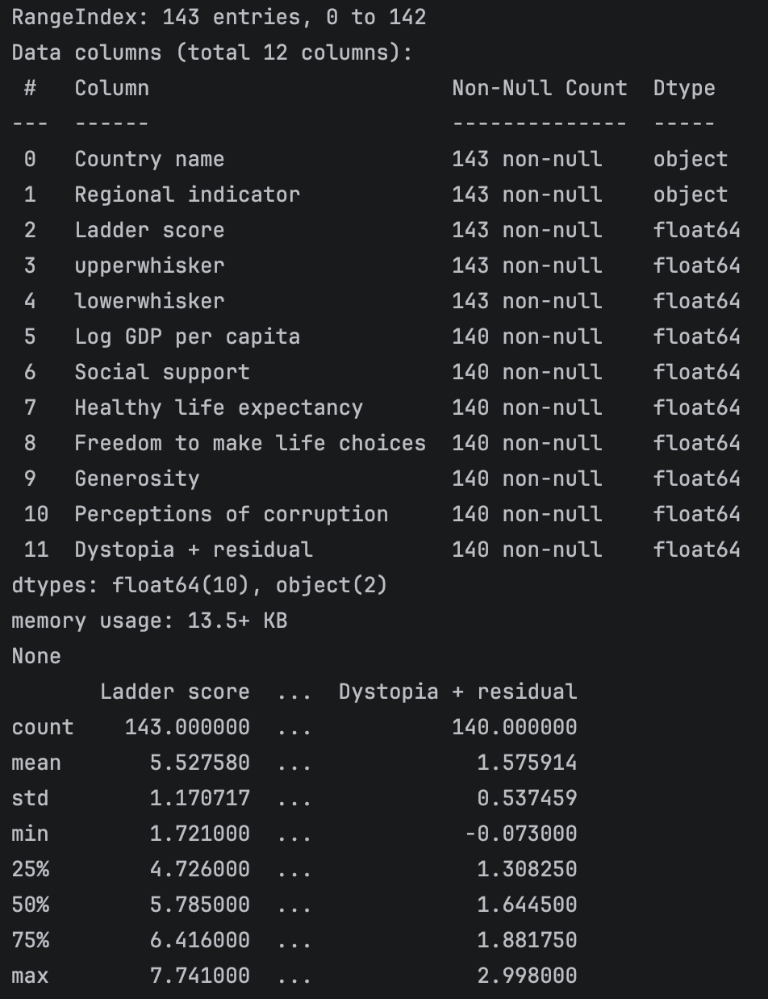 RangeIndex: 143 entries, 0 to 142
Data columns (total 12 columns):
 #   Column                        Non-Null Count  Dtype
---  ------                        --------------  -----
 0   Country name                  143 non-null    object
 1   Regional indicator            143 non-null    object
 2   Ladder score                  143 non-null    float64
 3   upperwhisker                  143 non-null    float64
 4   lowerwhisker                  143 non-null    float64
 5   Log GDP per capita            140 non-null    float64
 6   Social support                140 non-null    float64
 7   Healthy life expectancy       140 non-null    float64
 8   Freedom to make life choices  140 non-null    float64
 9   Generosity                    140 non-null    float64
 10  Perceptions of corruption     140 non-null    float64
 11  Dystopia + residual           140 non-null    float64
dtypes: float64(10), object(2)
memory usage: 13.5+ KB
None
       Ladder score  ...  Dystopia + residual
count    143.000000  ...           140.000000
mean       5.527580  ...             1.575914
std        1.170717  ...             0.537459
min        1.721000  ...            -0.073000
25%        4.726000  ...             1.308250
50%        5.785000  ...             1.644500
75%        6.416000  ...             1.881750
max        7.741000  ...             2.998000